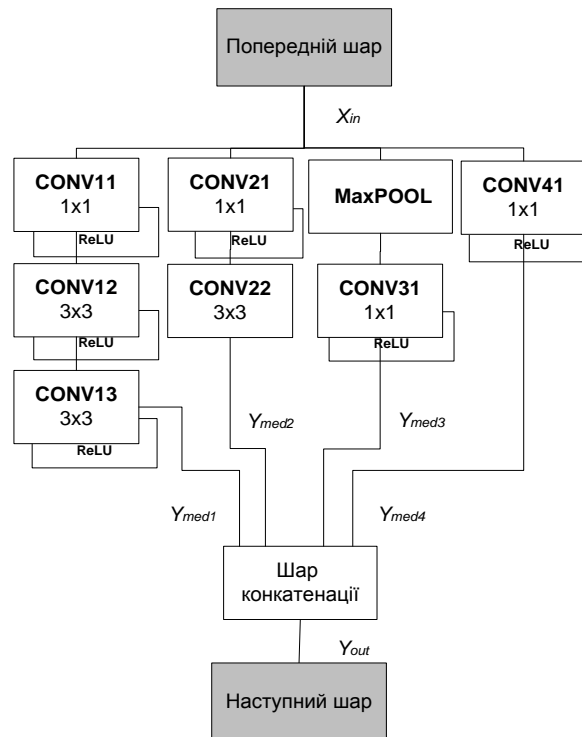 Попередній шар
Xin
CONV11
1x1
ReLU
CONV21
1x1
ReLU
MaxPOOL
CONV41
1x1
ReLU
CONV12
3x3
ReLU
CONV22
3x3
CONV31
1x1
ReLU
CONV13
3x3
ReLU
Ymed2
Ymed3
Ymed1
Ymed4
Шар
конкатенації
Yout
Наступний шар